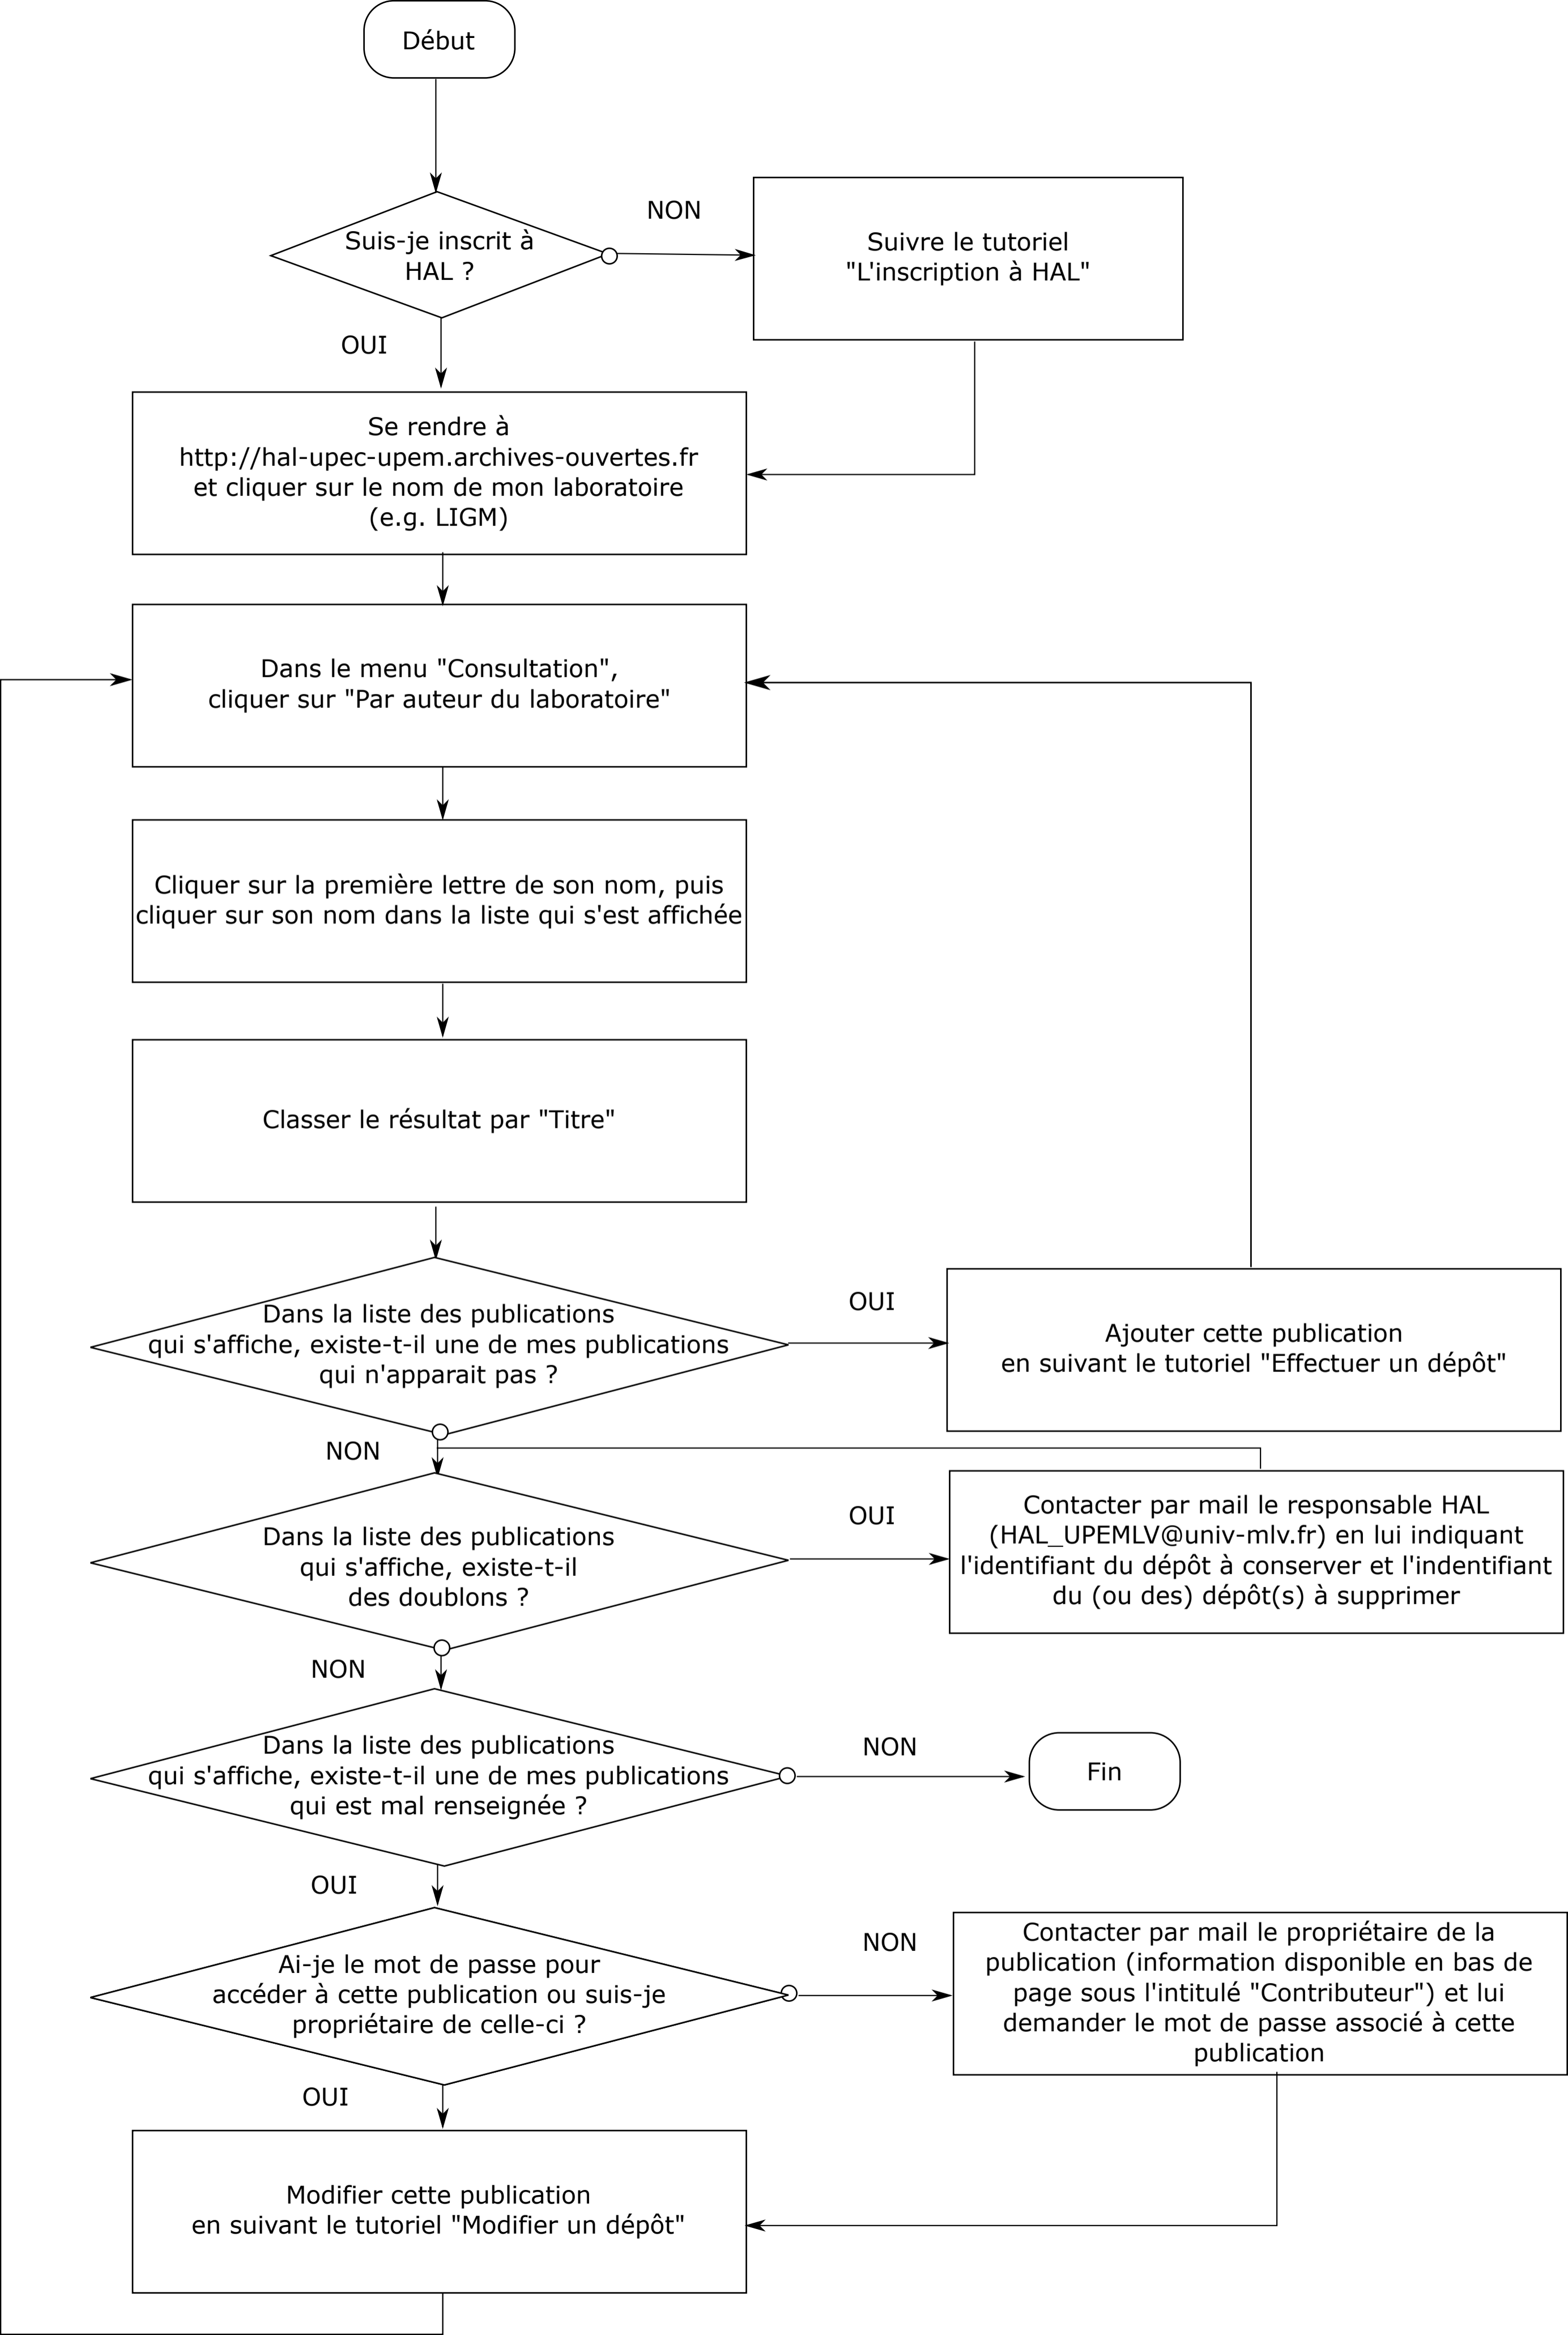 Début
Suis-je inscrit à
HAL ?
NON
Suivre le tutoriel
"L'inscription à HAL"
OUI
Se rendre à
http://hal-upec-upem.archives-ouvertes.fr
et cliquer sur le nom de mon laboratoire
(e.g. LIGM)
Dans le menu "Consultation",
cliquer sur "Par auteur du laboratoire"
Cliquer sur la première lettre de son nom, puis
cliquer sur son nom dans la liste qui s'est affichée
Classer le résultat par "Titre"
Dans la liste des publications
qui s'affiche, existe-t-il une de mes publications
qui n'apparait pas ?
OUI
Ajouter cette publication
en suivant le tutoriel "Effectuer un dépôt"
NON
Dans la liste des publications
qui s'affiche, existe-t-il
des doublons ?
OUI
Contacter par mail le responsable HAL
(HAL_UPEMLV@univ-mlv.fr) en lui indiquant
l'identifiant du dépôt à conserver et l'indentifiant
du (ou des) dépôt(s) à supprimer
NON
Dans la liste des publications
qui s'affiche, existe-t-il une de mes publications
qui est mal renseignée ?
NON
Fin
OUI
Ai-je le mot de passe pour
accéder à cette publication ou suis-je
propriétaire de celle-ci ?
NON
Contacter par mail le propriétaire de la
publication (information disponible en bas de
page sous l'intitulé "Contributeur") et lui
demander le mot de passe associé à cette
publication
OUI
Modifier cette publication
en suivant le tutoriel "Modifier un dépôt"